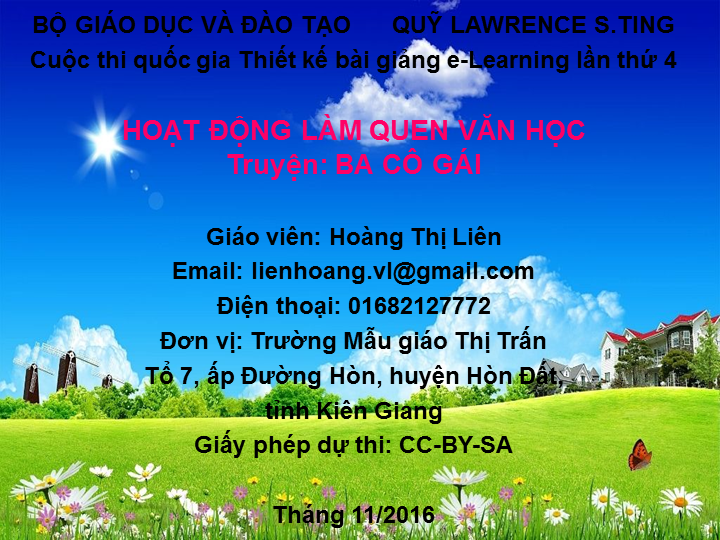 BỘ GIÁO DỤC VÀ ĐÀO TẠO QUỸ LAWRENCE S.TING
Cuộc thi quốc gia Thiết kế bài giảng e-Learning lần thứ 4
HOẠT ĐỘNG LÀM QUEN VĂN HỌC
Truyện: BA CÔ GÁI
Giáo viên: Hoàng Thị Liên
Email: lienhoang.vl@gmail.com
Điện thoại: 01682127772
Đơn vị: Trường Mẫu giáo Thị Trấn
Tổ 7, ấp Đường Hòn, huyện Hòn Đất,
tỉnh Kiên Giang
Giấy phép dự thi: CC-BY-SA
Tháng 11/2016